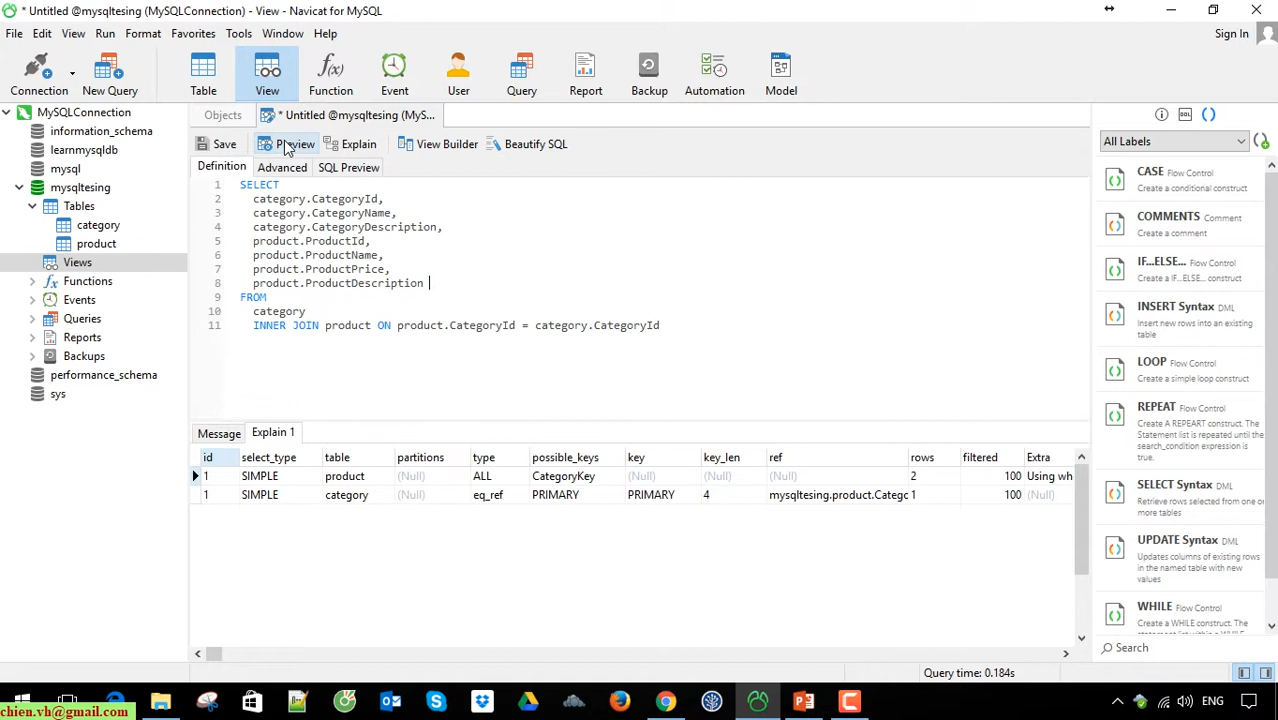 * Untitled @mysqltesing (MySQLConnection) - View - Navicat for MySQL
File Edit View Run Format Favorites Tools Window Help
Sign In
Connection New Query Table View Function Event User Query Report Backup Automation Model
MySQLConnection
information_schema
learnmysqldb
mysql
mysqltesing
Tables
category
product
Views
Functions
Events
Queries
Reports
Backups
performance_schema
sys
Objects * Untitled @mysqltesing (MyS...
Save Preview Explain View Builder Beautify SQL
Definition Advanced SQL Preview
1 SELECT
2 category.CategoryId,
3 category.CategoryName,
4 category.CategoryDescription,
5 product.ProductId,
6 product.ProductName,
7 product.ProductPrice,
8 product.ProductDescription
9 FROM
10 category
11 INNER JOIN product ON product.CategoryId = category.CategoryId
Message Explain 1
id select_type table partitions type possible_keys key key_len ref rows filtered Extra
1 SIMPLE product (Null) ALL CategoryKey (Null) (Null) (Null) 2 100 Using wh
1 SIMPLE category (Null) eq_ref PRIMARY PRIMARY 4 mysqltesing.product.Catego 1 100 (Null)
All Labels
CASE Flow Control
Create a conditional construct
COMMENTS Comment
Create a comment
IF...ELSE... Flow Control
Create a IF...ELSE... construct
INSERT Syntax DML
Insert new rows into an existing
table
LOOP Flow Control
Create a simple loop construct
REPEAT Flow Control
Create A REPEART construct. The
Statement list is repeated until the
search_condition expression is
true.
SELECT Syntax DML
Retrieve rows selected from one or
more tables
UPDATE Syntax DML
Updates columns of existing rows
in the named table with new
values
WHILE Flow Control
Create a WHILE construct. The
Search
Query time: 0.184s
chien.vh@gmail.com
ENG